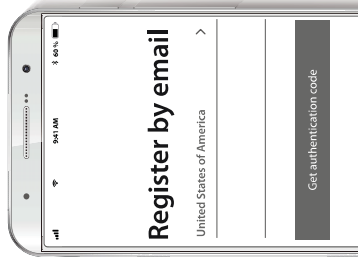 9:41 AM
60%
Register by email
United States of America
Get authentication code